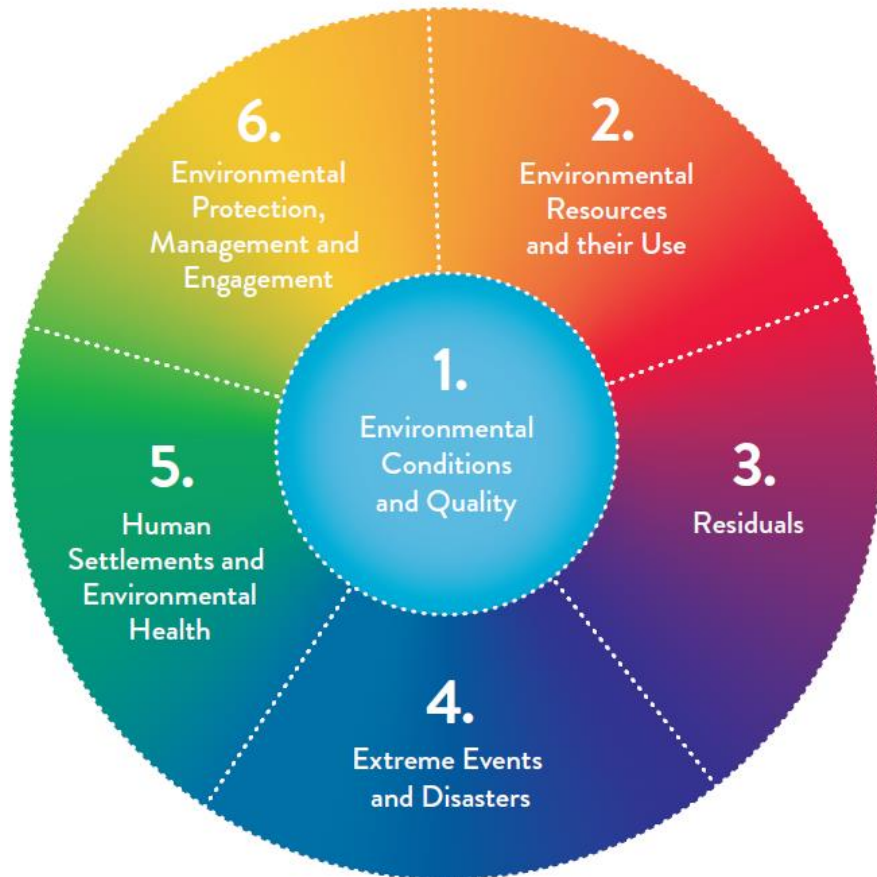 1.
Environmental
Conditions
and Quality
2.
Environmental
Resources
and their Use
3.
Residuals
4.
Extreme Events
and Disasters
5.
Human
Settlements and
Environmental
Health
6.
Environmental
Protection,
Management and
Engagement